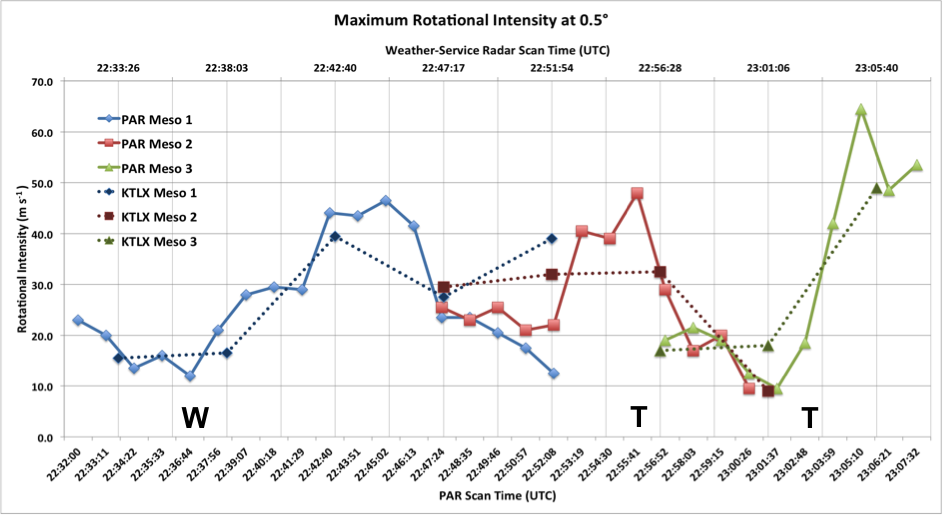 Maximum Rotational Intensity at 0.5°
Weather-Service Radar Scan Time (UTC)
22:33:26 22:38:03 22:42:40 22:47:17 22:51:54 22:56:28 23:01:06 23:05:40
70.0
60.0
50.0
40.0
30.0
20.0
10.0
0.0
Rotational Intensity (m s-1)
PAR Meso 1
PAR Meso 2
PAR Meso 3
KTLX Meso 1
KTLX Meso 2
KTLX Meso 3
W T T
22:32:00 22:33:11 22:34:22 22:35:33 22:36:44 22:37:56 22:39:07 22:40:18 22:41:29 22:42:40 22:43:51 22:45:02 22:46:13 22:47:24 22:48:35 22:49:46 22:50:57 22:52:08 22:53:19 22:54:30 22:55:41 22:56:52 22:58:03 22:59:15 23:00:26 23:01:37 23:02:48 23:03:59 23:05:10 23:06:21 23:07:32
PAR Scan Time (UTC)